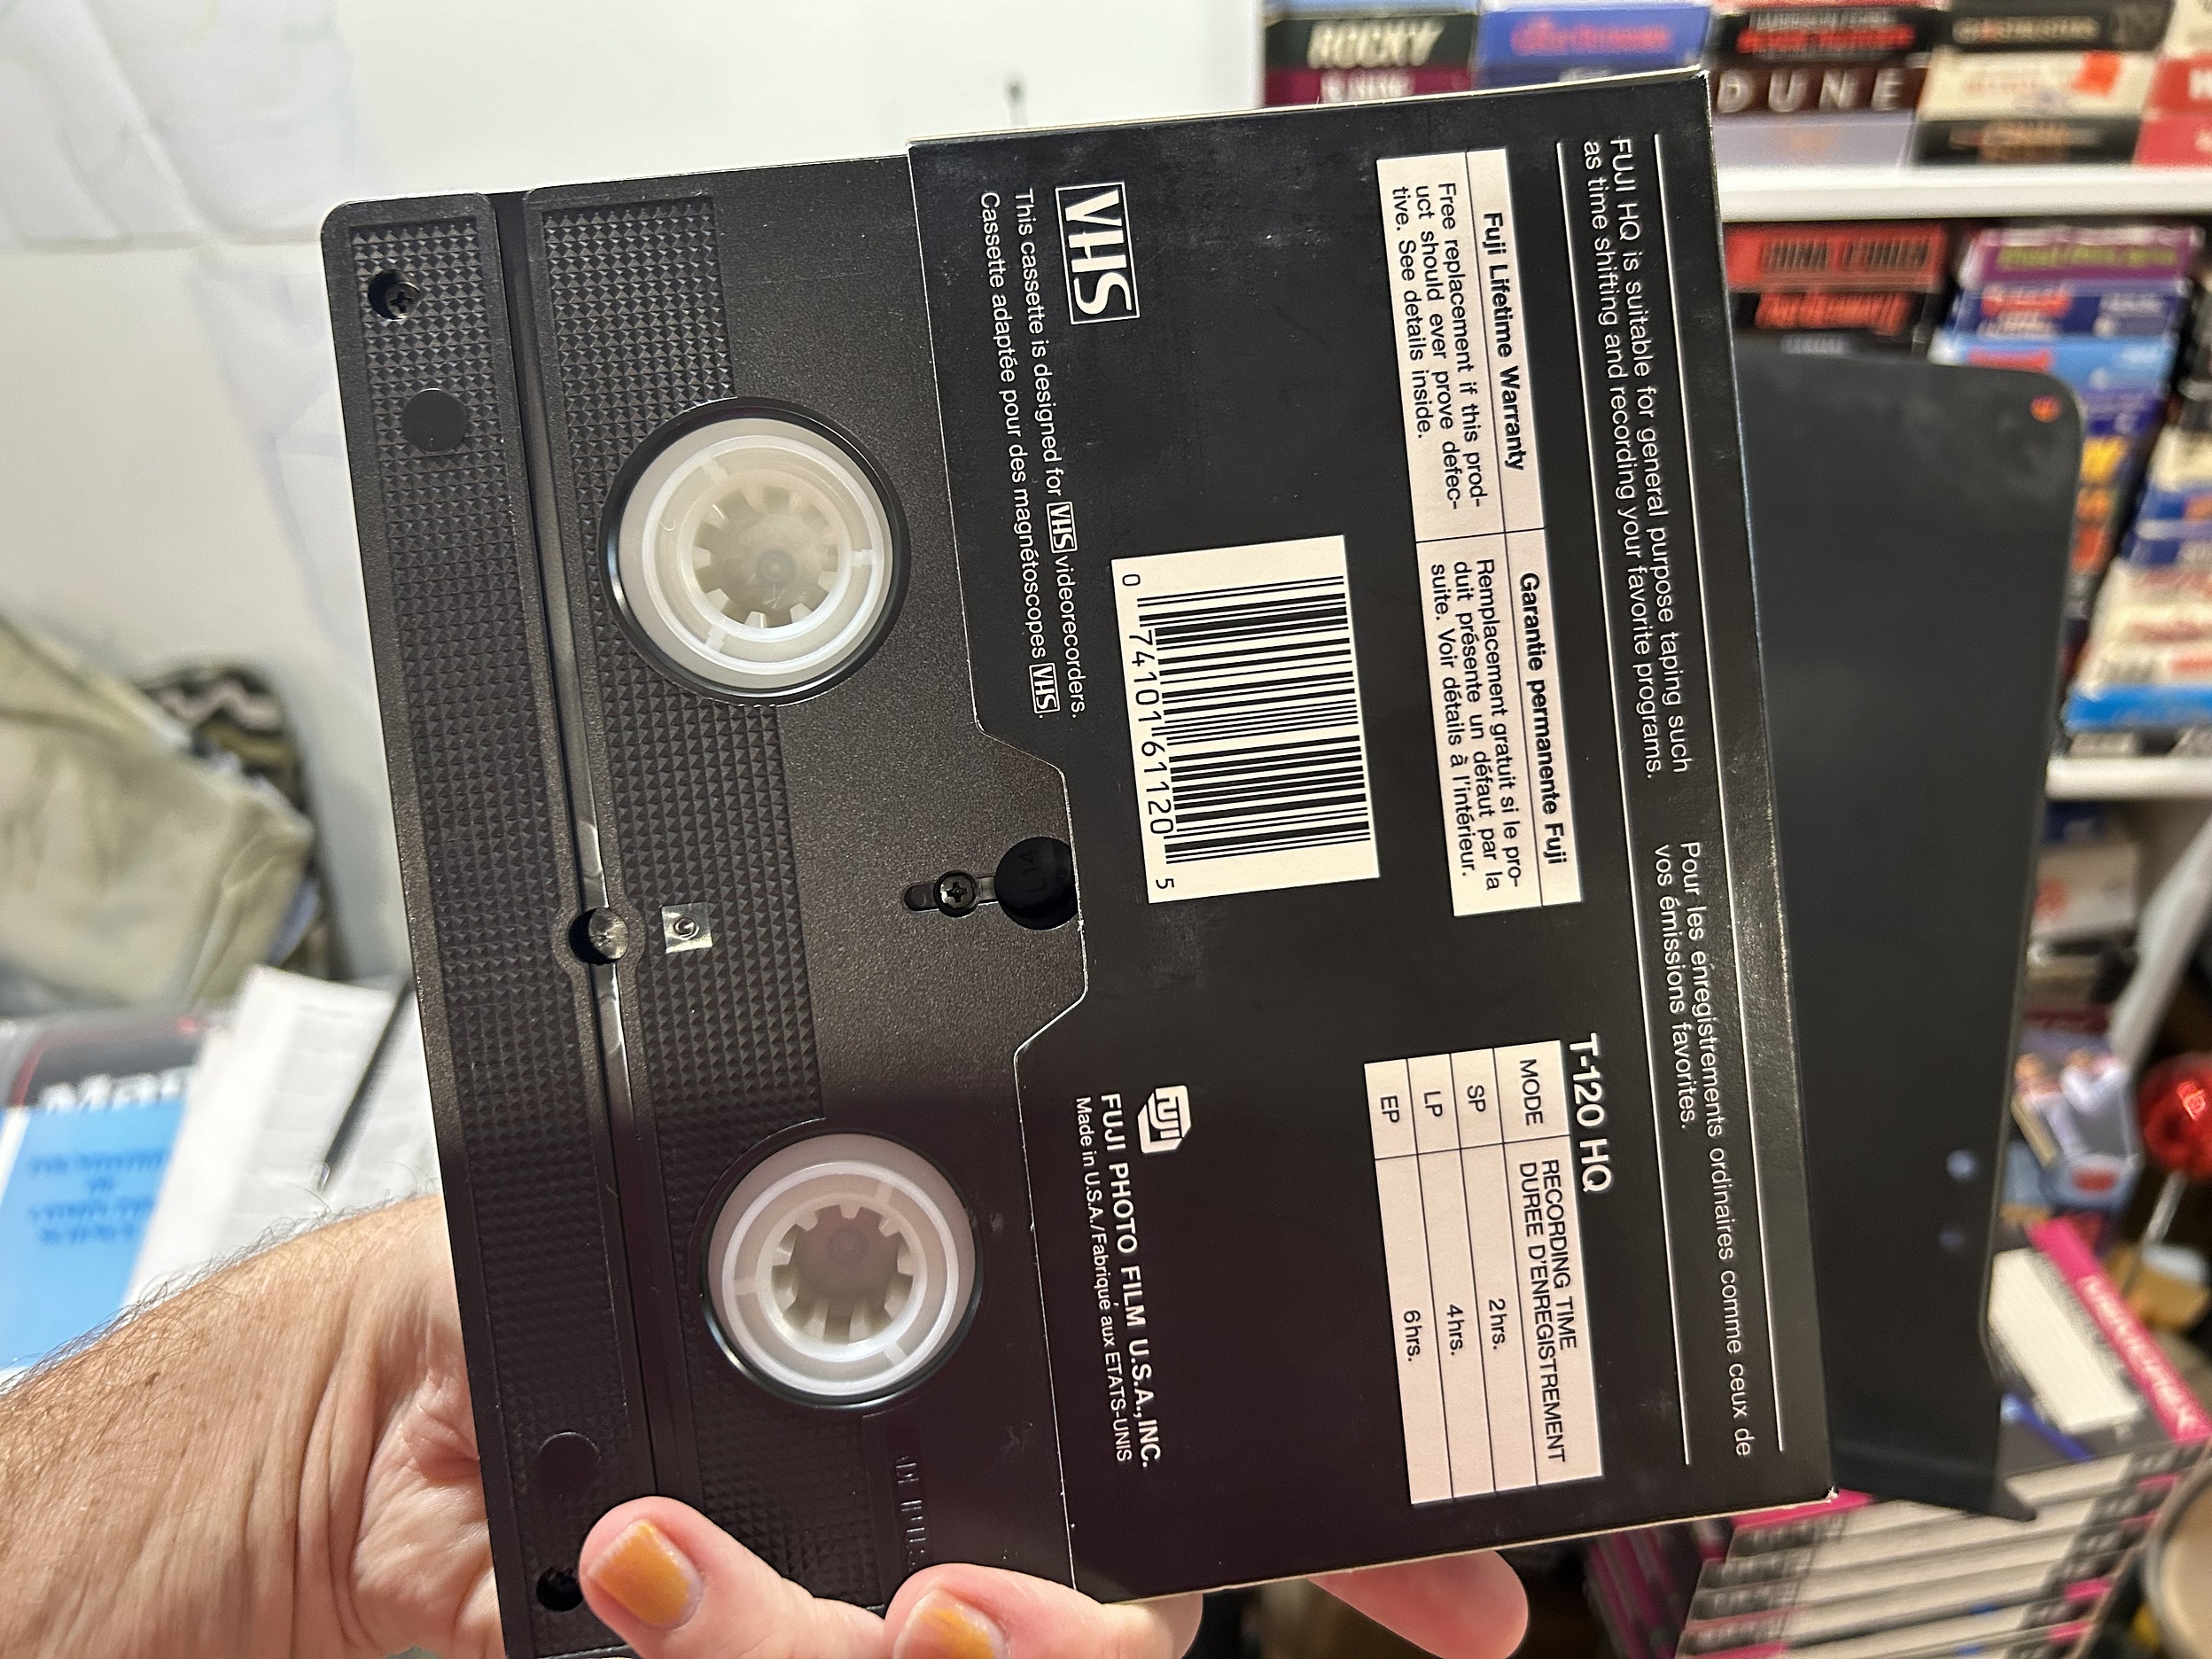 FUJI HQ is suitable for general purpose taping such
as time shifting and recording your favorite programs.
Pour les enregistrements ordinaires comme ceux de
vos émissions favorites.
Fuji Lifetime Warranty
Free replacement if this prod-
uct should ever prove defec-
tive. See details inside.
Garantie permanente Fuji
Remplacement gratuit si le pro-
duit présente un défaut par la
suite. Voir détails à l'intérieur.
T-120 HQ
MODE RECORDING TIME
DUREE D'ENREGISTREMENT
SP 2hrs.
LP 4hrs.
EP 6hrs.
0 74101 61120 5
VHS
This cassette is designed for VHS videorecorders.
Cassette adaptée pour des magnétoscopes VHS.
FUJI
FUJI PHOTO FILM U.S.A., INC.
Made in U.S.A./Fabriqué aux ETATS-UNIS
ROCKY
DUNE